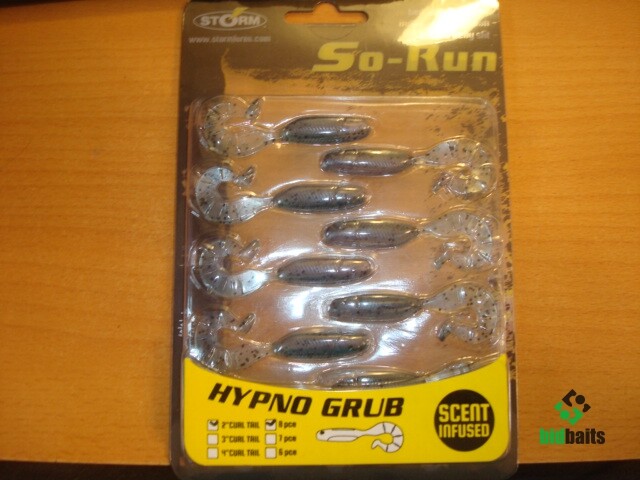 STORM
www.stormlures.com
So-Run
HYPNO GRUB
2" CURL TAIL 8 pce
3" CURL TAIL 7 pce
4" CURL TAIL 6 pce
SCENT
INFUSED
bidbaits